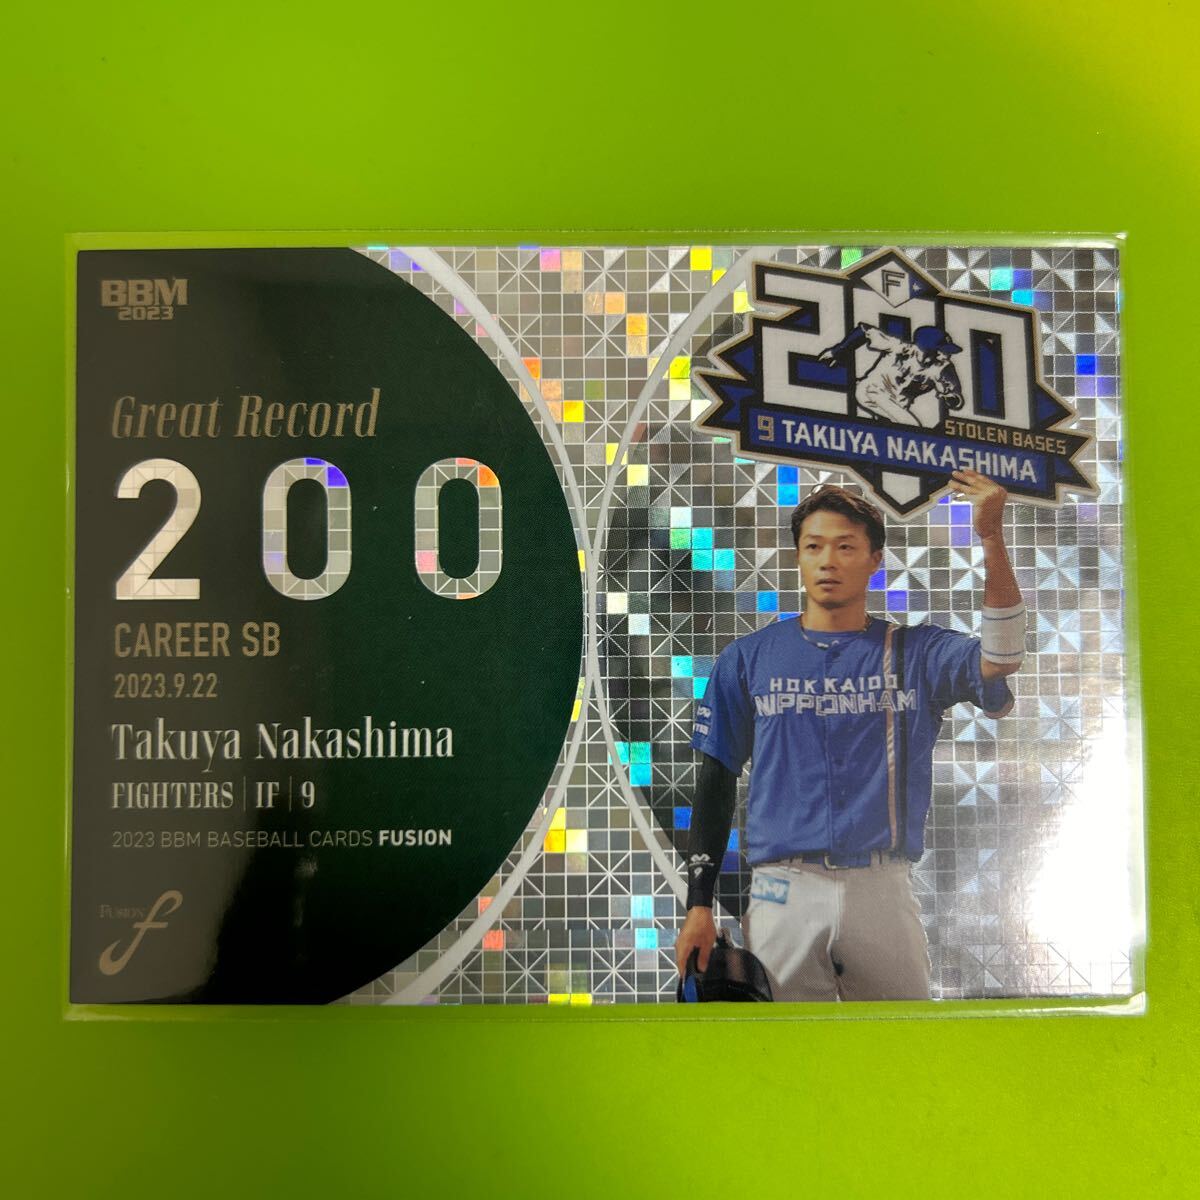 BBM
2023
Great Record
200
CAREER SB
2023.9.22
Takuya Nakashima
FIGHTERS | IF | 9
2023 BBM BASEBALL CARDS FUSION
FUSION
f
F
200
STOLEN BASES
9 TAKUYA NAKASHIMA
HOKKAIDO
NIPPONHAM
9